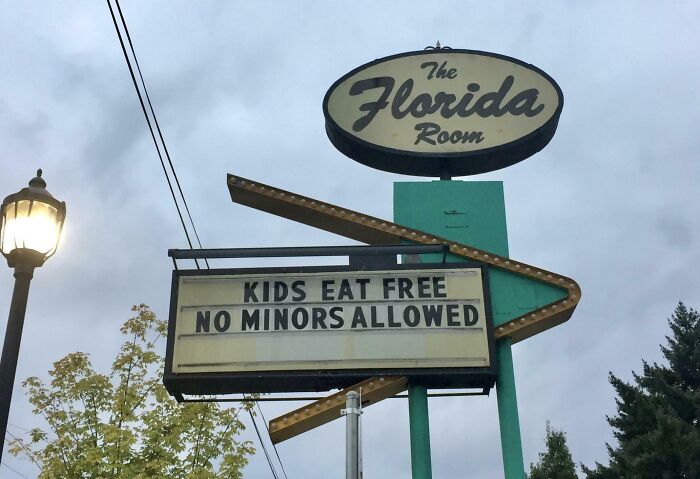 The
Florida
Room
KIDS EAT FREE
NO MINORS ALLOWED